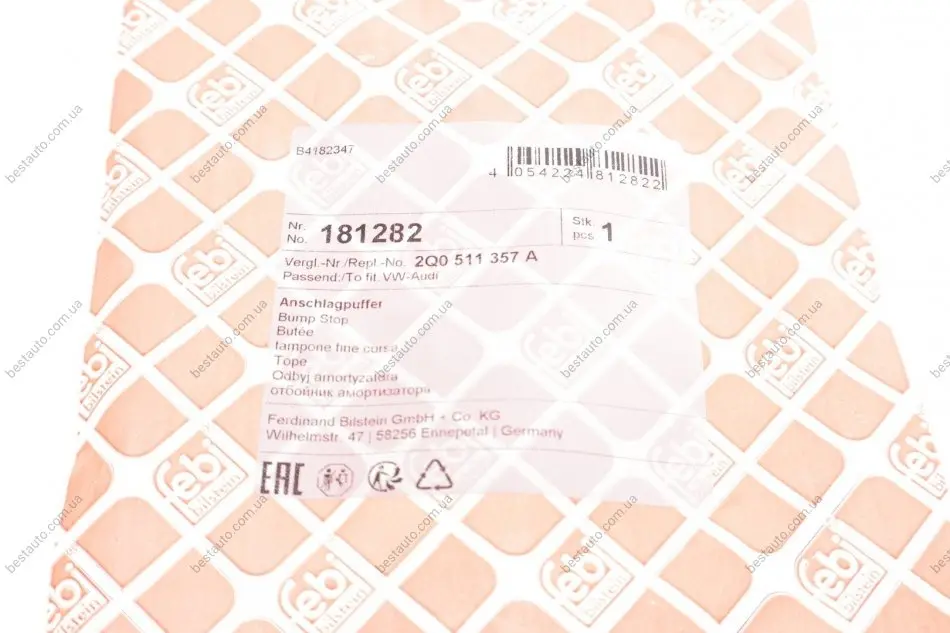 B4182347
4 054224 812822
Nr.
No. 181282
Stk.
pcs 1
Vergl.-Nr./Repl.-No. 2Q0 511 357 A
Passend:/To fit: VW-Audi
Anschlagpuffer
Bump Stop
Butée
tampone fine corsa
Tope
Odbyj amortyzatora
отбойник амортизатора
Ferdinand Bilstein GmbH + Co. KG
Wilhelmstr. 47 | 58256 Ennepetal | Germany
EAC
febi
bilstein
bestauto.com.ua